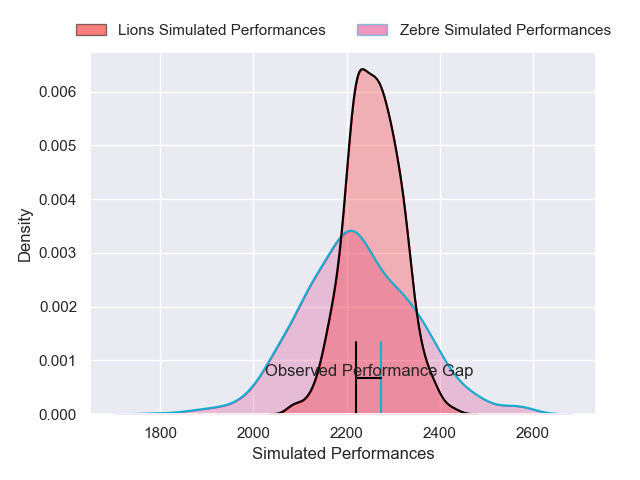 Lions Simulated Performances
Zebre Simulated Performances
0.006
0.005
0.004
0.003
0.002
0.001
0.000
Density
Observed Performance Gap
1800
2000
2200
2400
2600
Simulated Performances